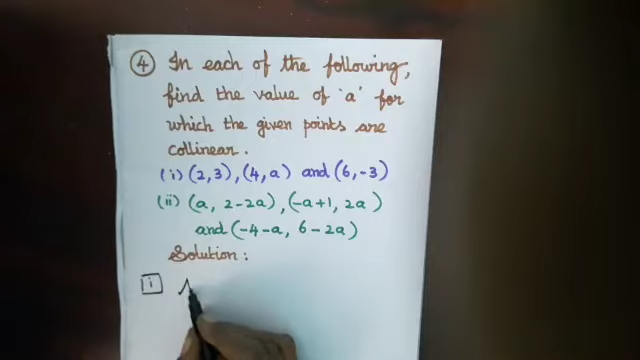 4 In each of the following,
find the value of 'a' for
which the given points are
collinear.
(i) (2,3), (4, a) and (6,-3)
(ii) (a, 2-2a), (-a+1, 2a)
and (-4-a, 6-2a)
Solution:
i